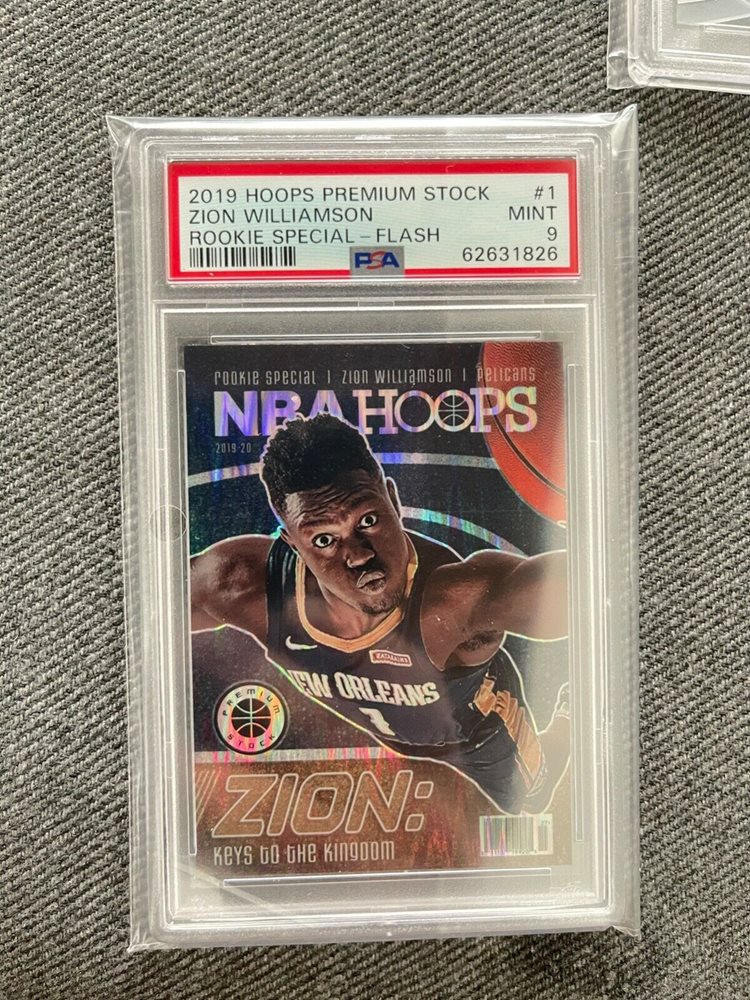 2019 HOOPS PREMIUM STOCK #1
ZION WILLIAMSON MINT
ROOKIE SPECIAL - FLASH 9
PSA 62631826
rookie special | zion williamson | pelicans
NBA HOOPS
2019-20
NEW ORLEANS
1
PREMIUM STOCK
ZION:
KEYS to the KINGDOM